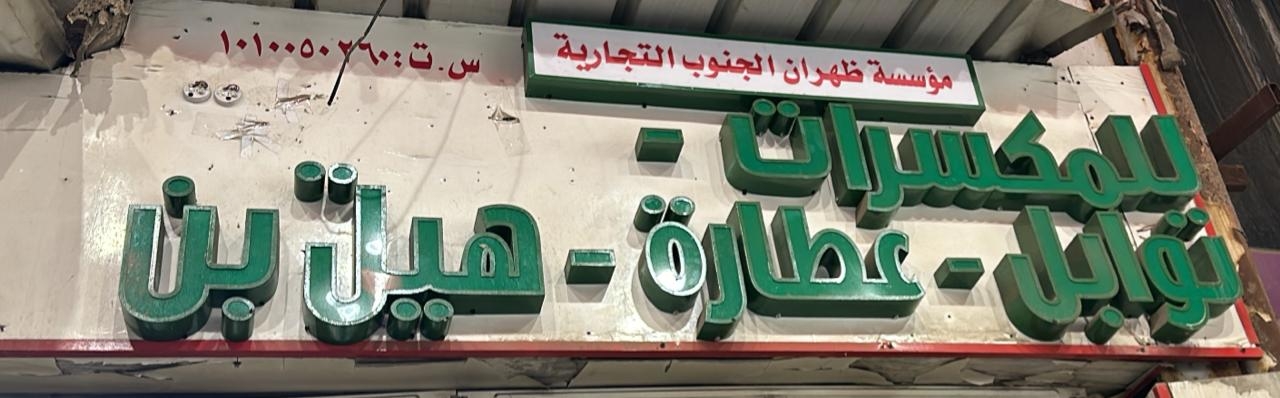 مؤسسة ظهران الجنوب التجارية
س.ت: ١٠١٠٠٥٠٢٦٠
للمكسرات -
توابل - عطارة - هيل بن